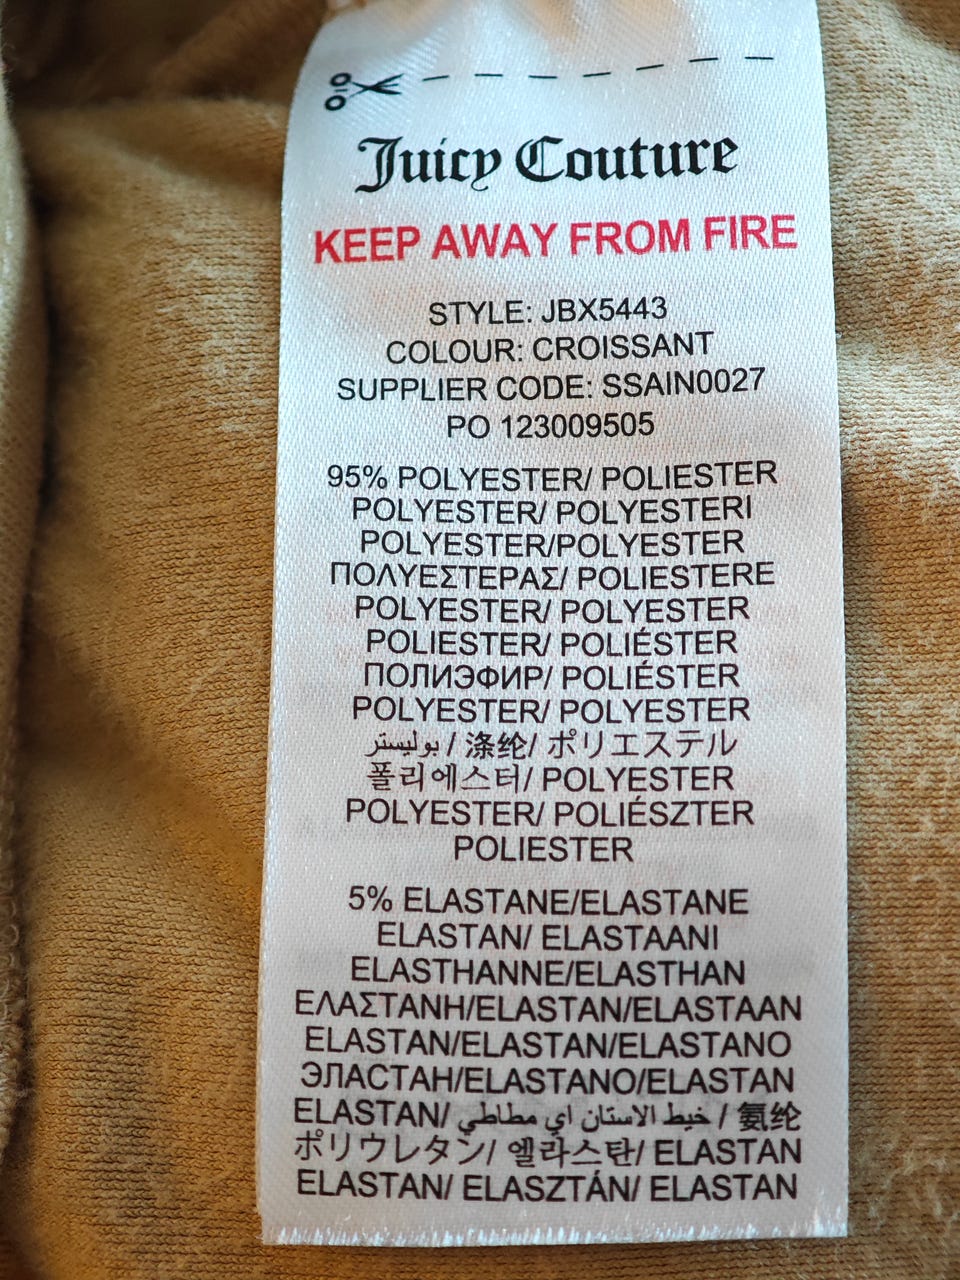 Juicy Couture
KEEP AWAY FROM FIRE
STYLE: JBX5443
COLOUR: CROISSANT
SUPPLIER CODE: SSAIN0027
PO 123009505
95% POLYESTER/ POLIESTER
POLYESTER/ POLYESTERI
POLYESTER/POLYESTER
ΠΟΛΥΕΣΤΕΡΑΣ/ POLIESTERE
POLYESTER/ POLYESTER
POLIESTER/ POLIÉSTER
ПОЛИЭФИР/ POLIÉSTER
POLYESTER/ POLYESTER
بوليستر / 涤纶/ ポリエステル
폴리에스터/ POLYESTER
POLYESTER/ POLIÉSZTER
POLIESTER
5% ELASTANE/ELASTANE
ELASTAN/ ELASTAANI
ELASTHANNE/ELASTHAN
ΕΛΑΣΤΑΝΗ/ELASTAN/ELASTAAN
ELASTAN/ELASTAN/ELASTANO
ЭЛАСТАН/ELASTANO/ELASTAN
ELASTAN/ خيط الاستان اي مطاطي / 氨纶
ポリウレタン/ 엘라스탄/ ELASTAN
ELASTAN/ ELASZTÁN/ ELASTAN